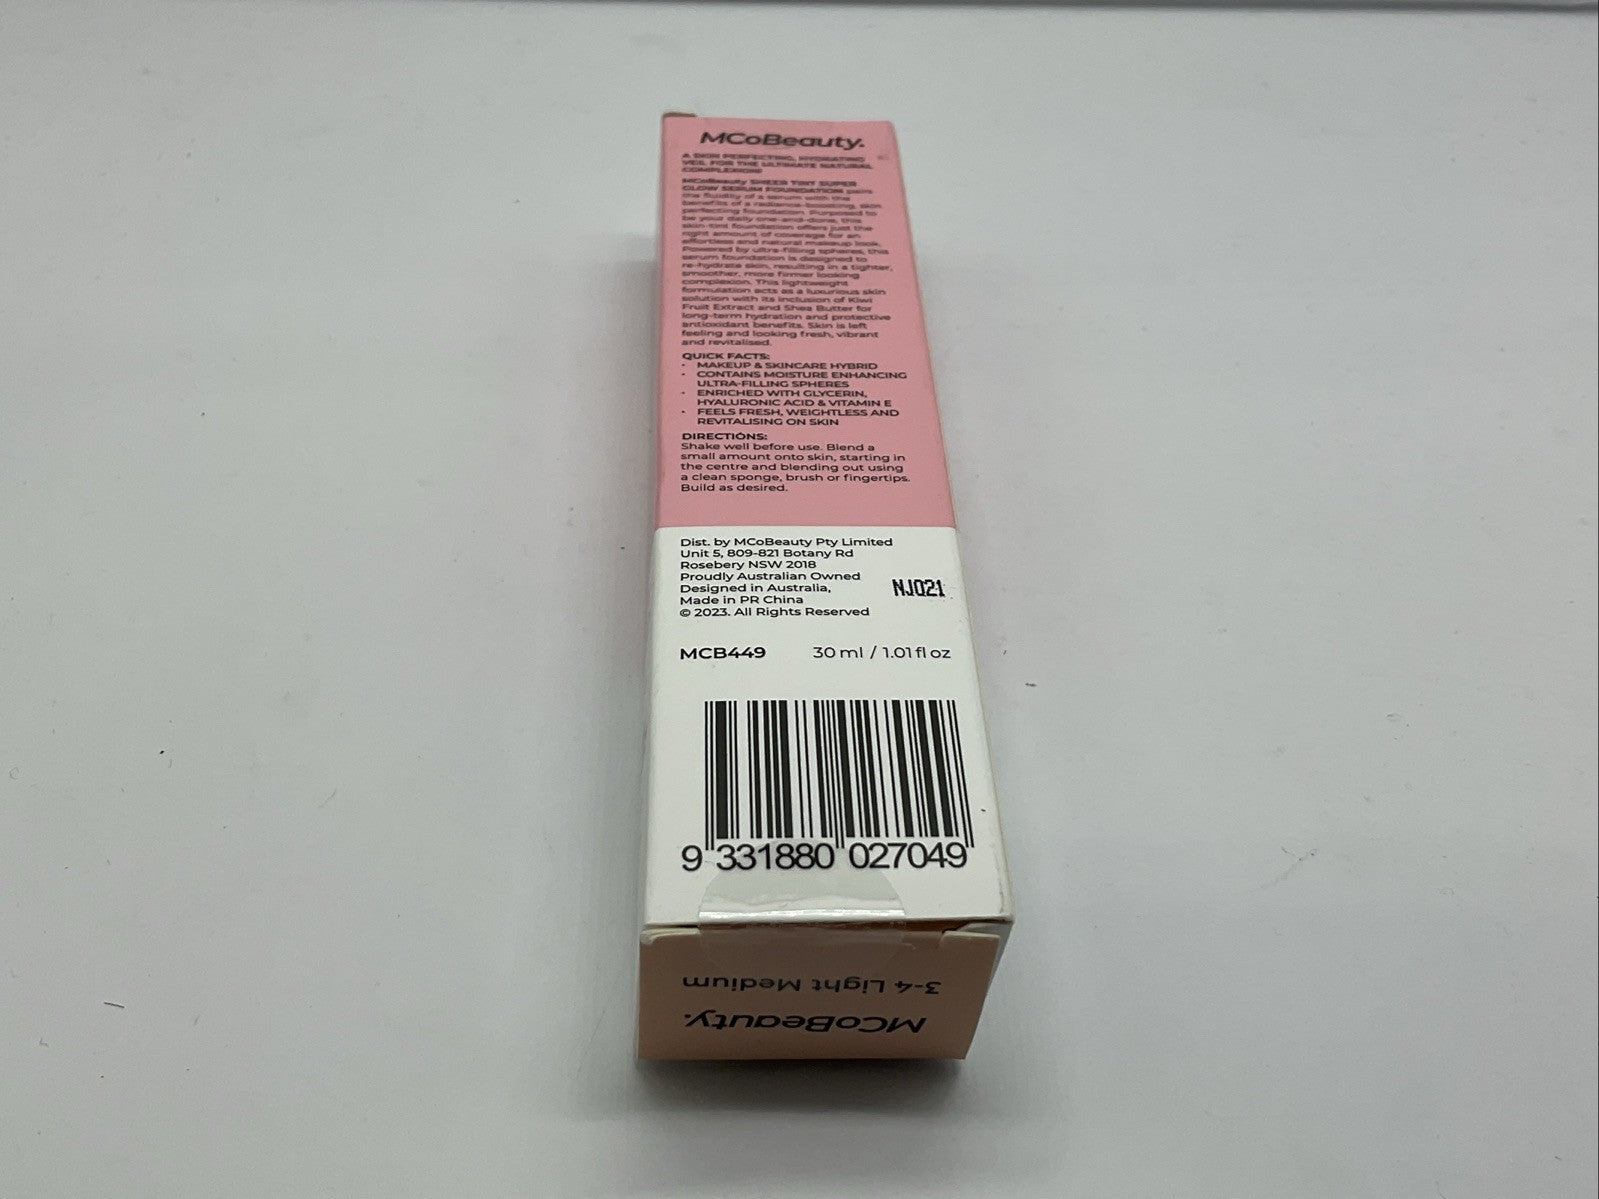 MCoBeauty.
A SKIN PERFECTING, HYDRATING
VEIL FOR THE ULTIMATE NATURAL
COMPLEXION!
MCoBeauty SHEER TINT SUPER
GLOW SERUM FOUNDATION pairs
the fluidity of a serum with the
benefits of a radiance-boosting, skin
perfecting foundation. Purposed to
be your daily one-and-done, this
skin-tint foundation offers just the
right amount of coverage for an
effortless and natural makeup look.
Powered by ultra-filling spheres, this
serum foundation is designed to
re-hydrate skin, resulting in a tighter,
smoother, more firmer looking
complexion. This lightweight
formulation acts as a luxurious skin
solution with its inclusion of Kiwi
Fruit Extract and Shea Butter for
long-term hydration and protective
antioxidant benefits. Skin is left
feeling and looking fresh, vibrant
and revitalised.
QUICK FACTS:
• MAKEUP & SKINCARE HYBRID
• CONTAINS MOISTURE ENHANCING
ULTRA-FILLING SPHERES
• ENRICHED WITH GLYCERIN,
HYALURONIC ACID & VITAMIN E
• FEELS FRESH, WEIGHTLESS AND
REVITALISING ON SKIN
DIRECTIONS:
Shake well before use. Blend a
small amount onto skin, starting in
the centre and blending out using
a clean sponge, brush or fingertips.
Build as desired.
Dist. by MCoBeauty Pty Limited
Unit 5, 809-821 Botany Rd
Rosebery NSW 2018
Proudly Australian Owned
Designed in Australia,
Made in PR China
© 2023. All Rights Reserved
NJ021
MCB449 30 ml / 1.01 fl oz
9 331880 027049
MCoBeauty.
3-4 Light Medium